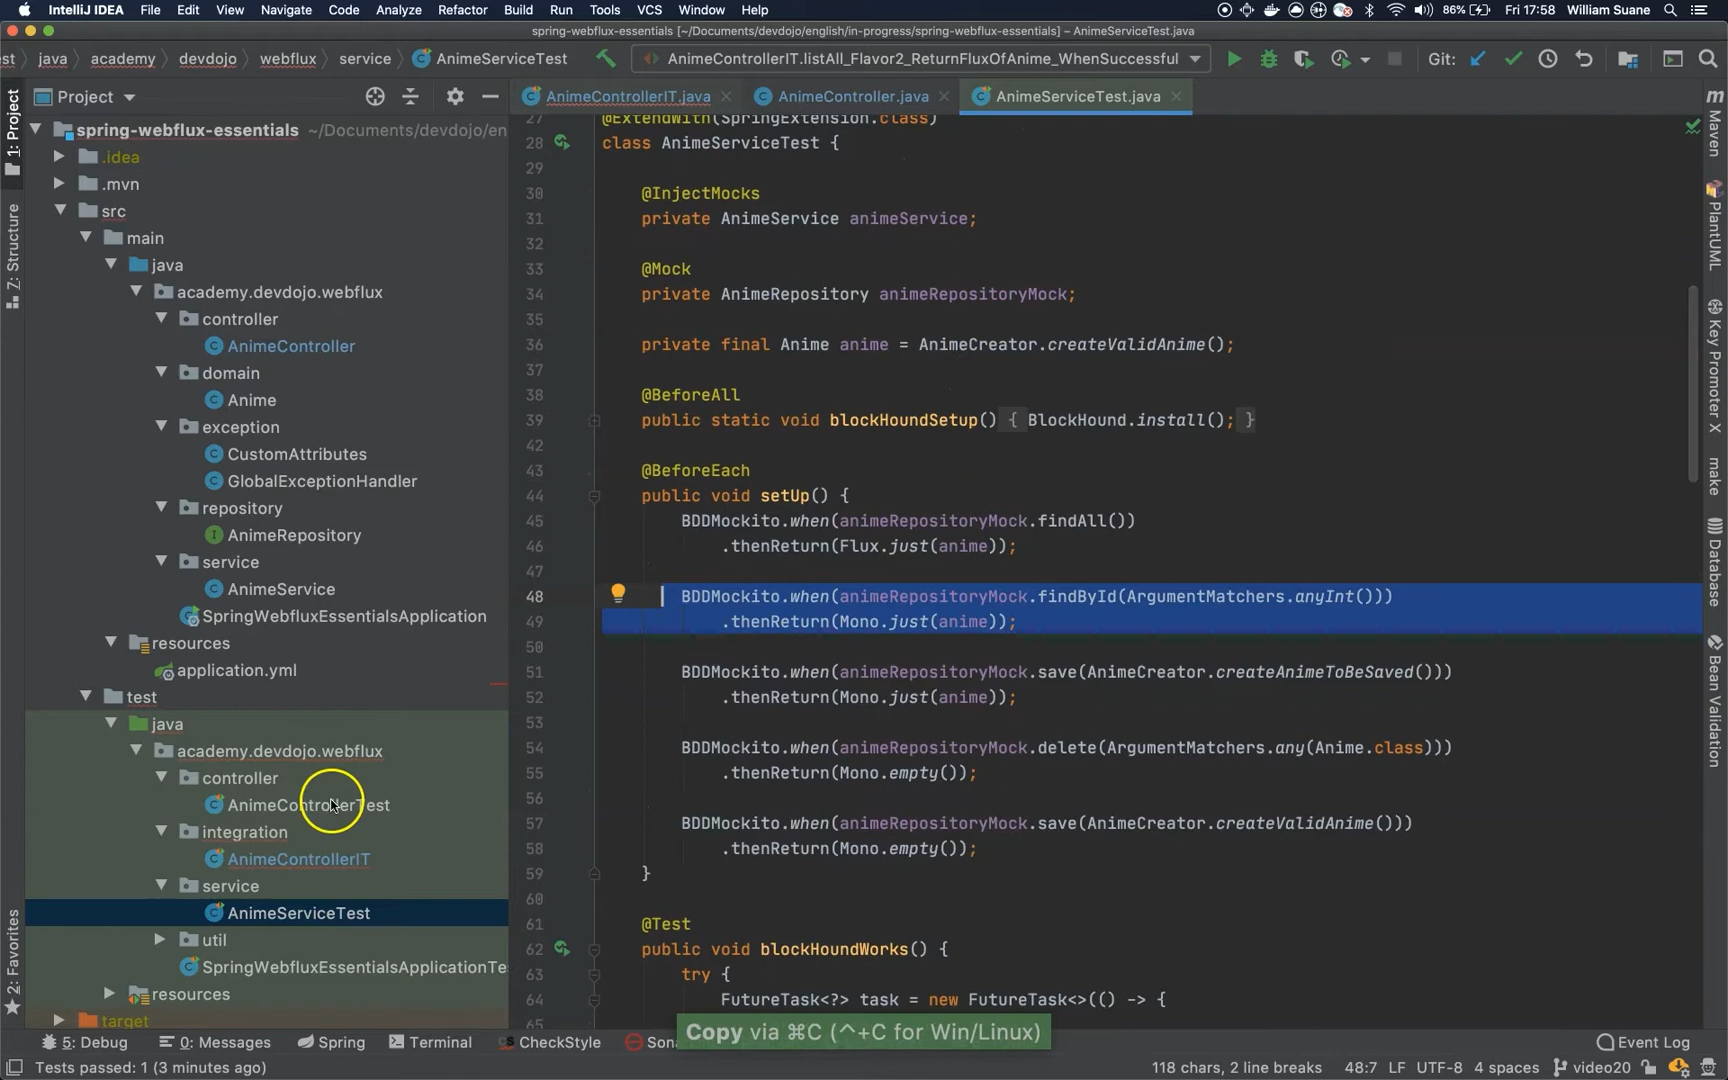 IntelliJ IDEA File Edit View Navigate Code Analyze Refactor Build Run Tools VCS Window Help 86% Fri 17:58 William Suane
spring-webflux-essentials [~/Documents/devdojo/english/in-progress/spring-webflux-essentials] – AnimeServiceTest.java
st java academy devdojo webflux service AnimeServiceTest AnimeControllerIT.listAll_Flavor2_ReturnFluxOfAnime_WhenSuccessful Git:
Project
AnimeControllerIT.java AnimeController.java AnimeServiceTest.java
1: Project
7: Structure
2: Favorites
spring-webflux-essentials ~/Documents/devdojo/en
.idea
.mvn
src
main
java
academy.devdojo.webflux
controller
AnimeController
domain
Anime
exception
CustomAttributes
GlobalExceptionHandler
repository
AnimeRepository
service
AnimeService
SpringWebfluxEssentialsApplication
resources
application.yml
test
java
academy.devdojo.webflux
controller
AnimeControllerTest
integration
AnimeControllerIT
service
AnimeServiceTest
util
SpringWebfluxEssentialsApplicationTe
resources
target
27 @ExtendWith(SpringExtension.class)
28 class AnimeServiceTest {
29
30 @InjectMocks
31 private AnimeService animeService;
32
33 @Mock
34 private AnimeRepository animeRepositoryMock;
35
36 private final Anime anime = AnimeCreator.createValidAnime();
37
38 @BeforeAll
39 public static void blockHoundSetup() { BlockHound.install(); }
42
43 @BeforeEach
44 public void setUp() {
45 BDDMockito.when(animeRepositoryMock.findAll())
46 .thenReturn(Flux.just(anime));
47
48 BDDMockito.when(animeRepositoryMock.findById(ArgumentMatchers.anyInt()))
49 .thenReturn(Mono.just(anime));
50
51 BDDMockito.when(animeRepositoryMock.save(AnimeCreator.createAnimeToBeSaved()))
52 .thenReturn(Mono.just(anime));
53
54 BDDMockito.when(animeRepositoryMock.delete(ArgumentMatchers.any(Anime.class)))
55 .thenReturn(Mono.empty());
56
57 BDDMockito.when(animeRepositoryMock.save(AnimeCreator.createValidAnime()))
58 .thenReturn(Mono.empty());
59 }
60
61 @Test
62 public void blockHoundWorks() {
63 try {
64 FutureTask<?> task = new FutureTask<>(() -> {
65
Maven
PlantUML
Key Promoter X
make
Database
Bean Validation
Copy via ⌘C (^+C for Win/Linux)
5: Debug 0: Messages Spring Terminal CheckStyle Sona Event Log
Tests passed: 1 (3 minutes ago) 118 chars, 2 line breaks 48:7 LF UTF-8 4 spaces video20